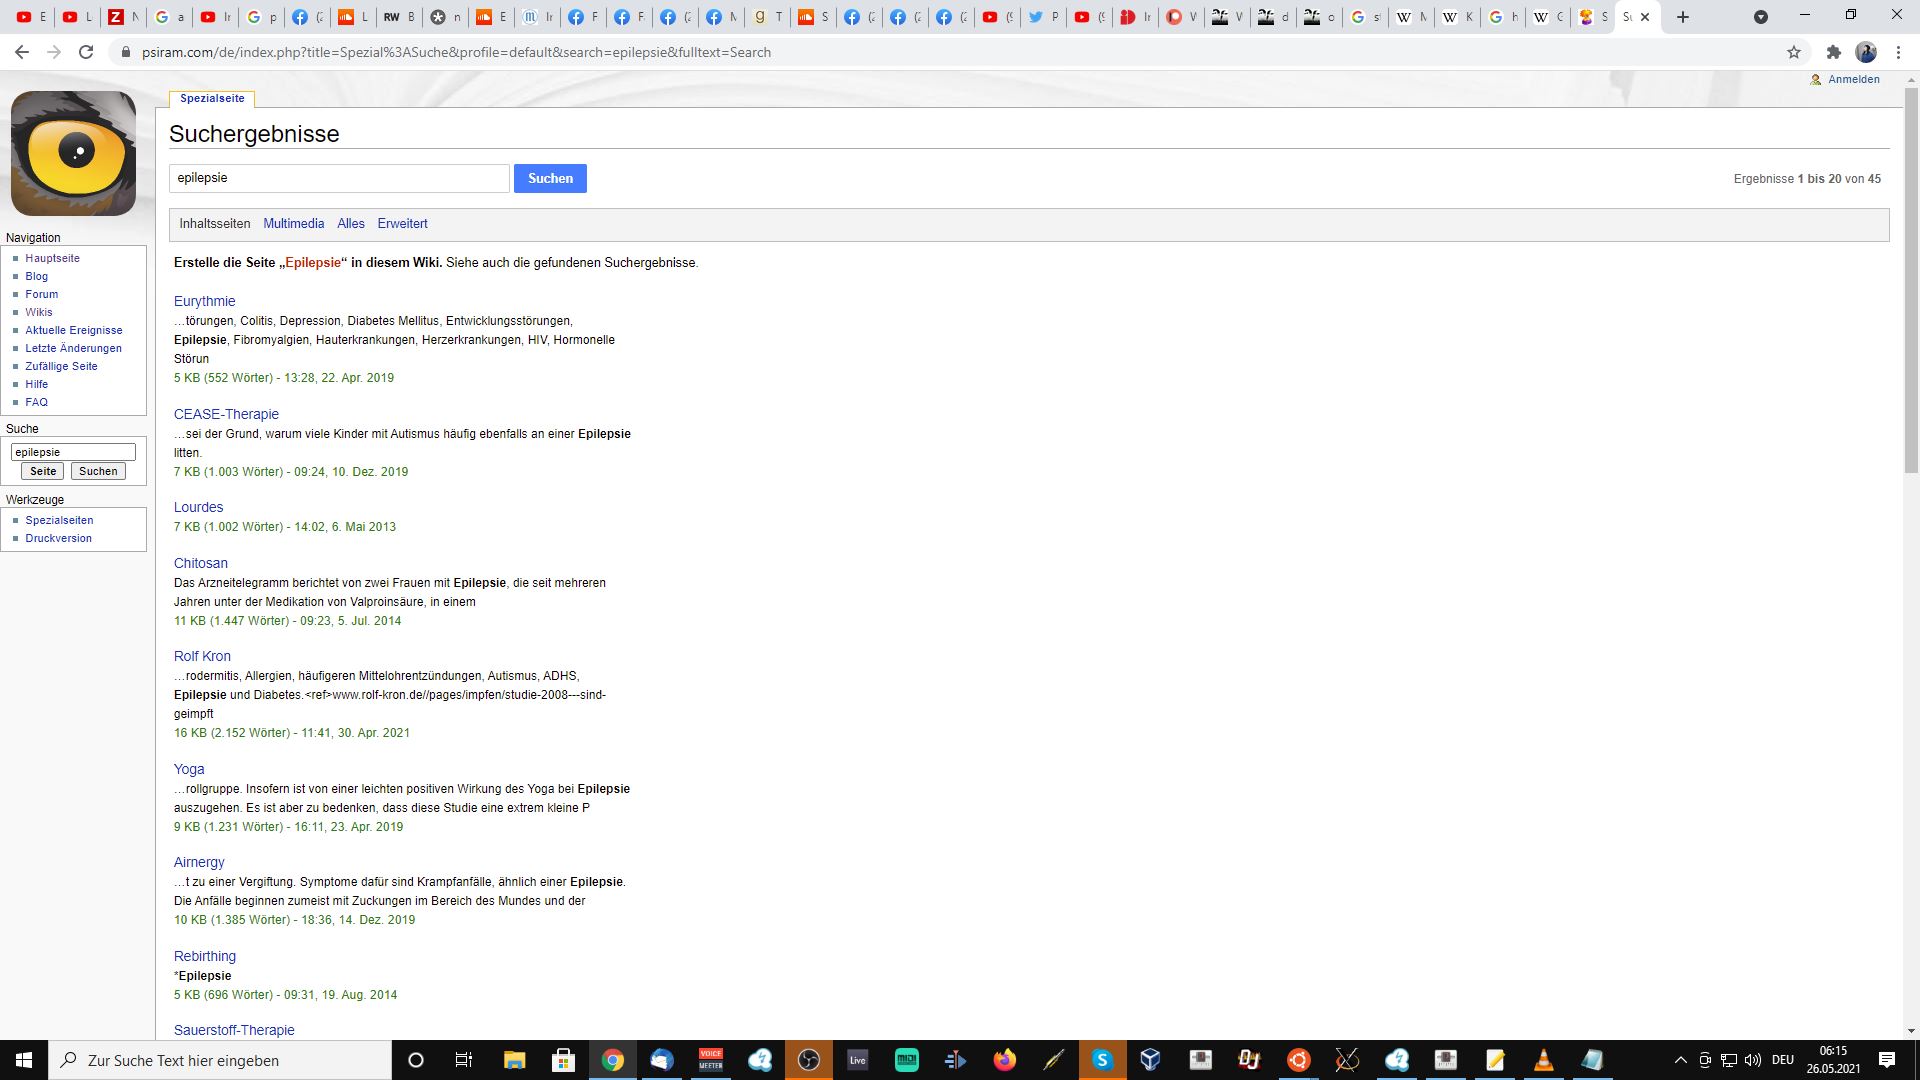 psiram.com/de/index.php?title=Spezial%3ASuche&profile=default&search=epilepsie&fulltext=Search
Anmelden
Spezialseite
Suchergebnisse
epilepsie Suchen Ergebnisse 1 bis 20 von 45
Inhaltsseiten Multimedia Alles Erweitert
Erstelle die Seite „Epilepsie“ in diesem Wiki. Siehe auch die gefundenen Suchergebnisse.
Navigation
Hauptseite
Blog
Forum
Wikis
Aktuelle Ereignisse
Letzte Änderungen
Zufällige Seite
Hilfe
FAQ
Suche
epilepsie
Seite Suchen
Werkzeuge
Spezialseiten
Druckversion
Eurythmie
…törungen, Colitis, Depression, Diabetes Mellitus, Entwicklungsstörungen,
Epilepsie, Fibromyalgien, Hauterkrankungen, Herzerkrankungen, HIV, Hormonelle
Störun
5 KB (552 Wörter) - 13:28, 22. Apr. 2019
CEASE-Therapie
…sei der Grund, warum viele Kinder mit Autismus häufig ebenfalls an einer Epilepsie
litten.
7 KB (1.003 Wörter) - 09:24, 10. Dez. 2019
Lourdes
7 KB (1.002 Wörter) - 14:02, 6. Mai 2013
Chitosan
Das Arzneitelegramm berichtet von zwei Frauen mit Epilepsie, die seit mehreren
Jahren unter der Medikation von Valproinsäure, in einem
11 KB (1.447 Wörter) - 09:23, 5. Jul. 2014
Rolf Kron
…rodermitis, Allergien, häufigeren Mittelohrentzündungen, Autismus, ADHS,
Epilepsie und Diabetes.<ref>www.rolf-kron.de//pages/impfen/studie-2008---sind-
geimpft
16 KB (2.152 Wörter) - 11:41, 30. Apr. 2021
Yoga
…rollgruppe. Insofern ist von einer leichten positiven Wirkung des Yoga bei Epilepsie
auszugehen. Es ist aber zu bedenken, dass diese Studie eine extrem kleine P
9 KB (1.231 Wörter) - 16:11, 23. Apr. 2019
Airnergy
…t zu einer Vergiftung. Symptome dafür sind Krampfanfälle, ähnlich einer Epilepsie.
Die Anfälle beginnen zumeist mit Zuckungen im Bereich des Mundes und der
10 KB (1.385 Wörter) - 18:36, 14. Dez. 2019
Rebirthing
*Epilepsie
5 KB (696 Wörter) - 09:31, 19. Aug. 2014
Sauerstoff-Therapie
Zur Suche Text hier eingeben
VOICE MEETER
Live
MIDI
DEU
06:15
26.05.2021